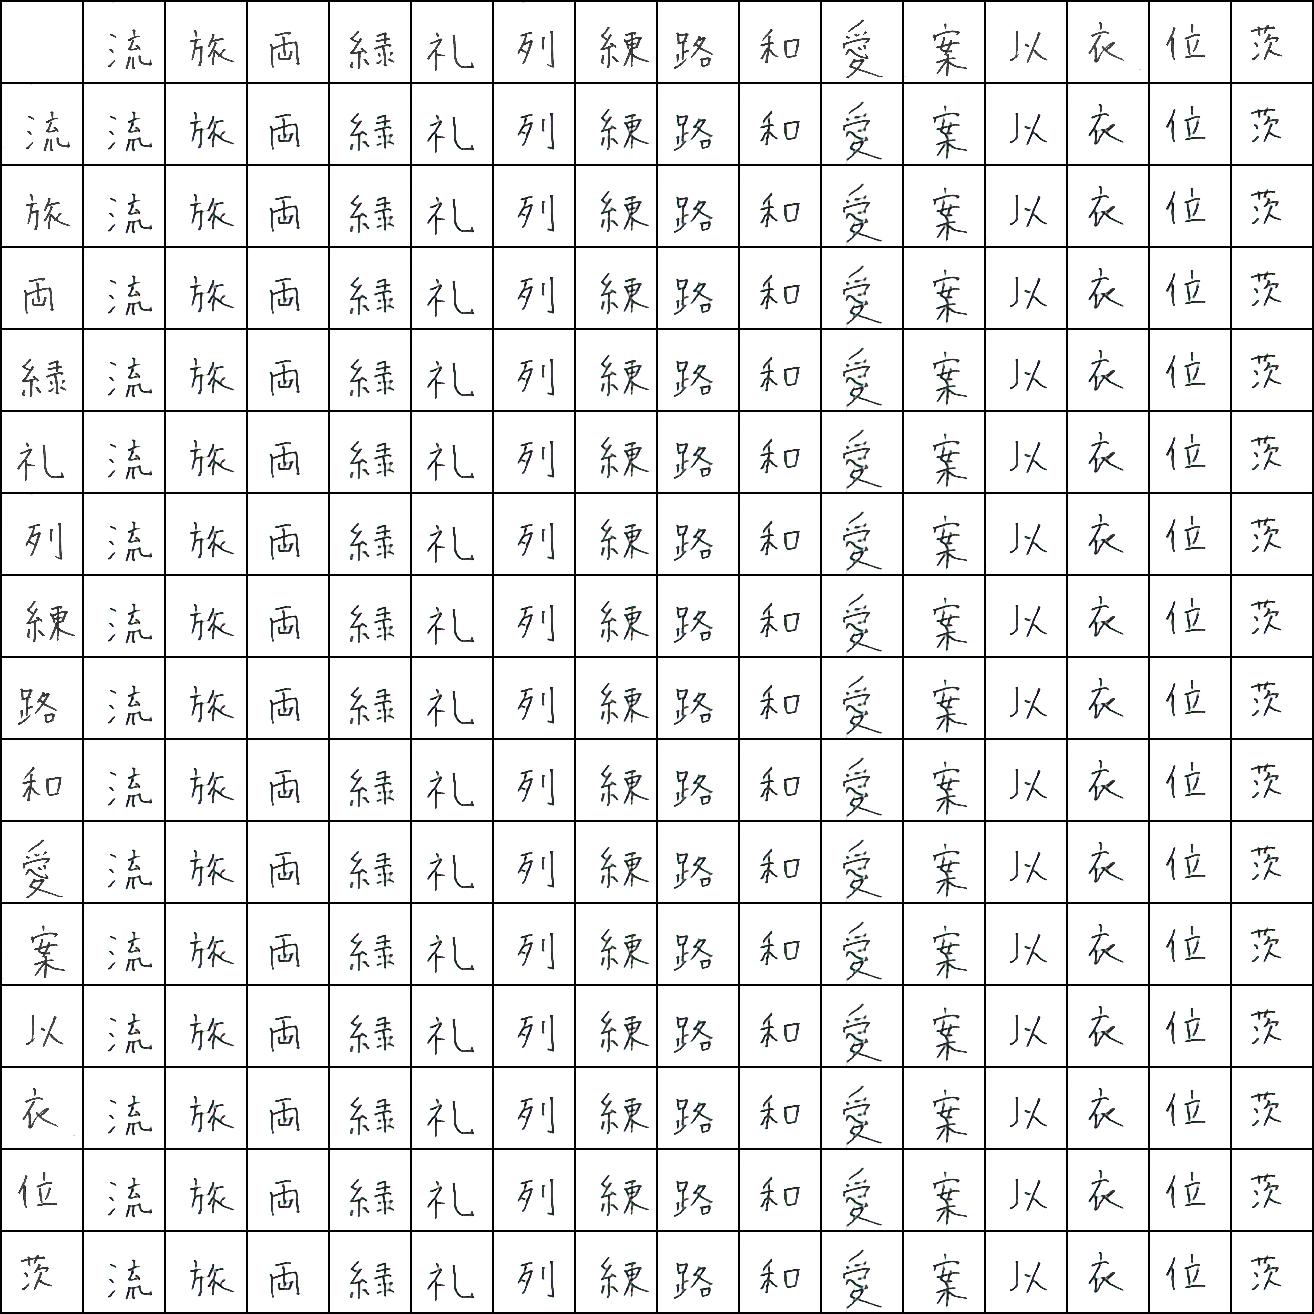 流 旅 両 緑 礼 列 練 路 和 愛 案 以 衣 位 茨
流 流 旅 両 緑 礼 列 練 路 和 愛 案 以 衣 位 茨
旅 流 旅 両 緑 礼 列 練 路 和 愛 案 以 衣 位 茨
両 流 旅 両 緑 礼 列 練 路 和 愛 案 以 衣 位 茨
緑 流 旅 両 緑 礼 列 練 路 和 愛 案 以 衣 位 茨
礼 流 旅 両 緑 礼 列 練 路 和 愛 案 以 衣 位 茨
列 流 旅 両 緑 礼 列 練 路 和 愛 案 以 衣 位 茨
練 流 旅 両 緑 礼 列 練 路 和 愛 案 以 衣 位 茨
路 流 旅 両 緑 礼 列 練 路 和 愛 案 以 衣 位 茨
和 流 旅 両 緑 礼 列 練 路 和 愛 案 以 衣 位 茨
愛 流 旅 両 緑 礼 列 練 路 和 愛 案 以 衣 位 茨
案 流 旅 両 緑 礼 列 練 路 和 愛 案 以 衣 位 茨
以 流 旅 両 緑 礼 列 練 路 和 愛 案 以 衣 位 茨
衣 流 旅 両 緑 礼 列 練 路 和 愛 案 以 衣 位 茨
位 流 旅 両 緑 礼 列 練 路 和 愛 案 以 衣 位 茨
茨 流 旅 両 緑 礼 列 練 路 和 愛 案 以 衣 位 茨